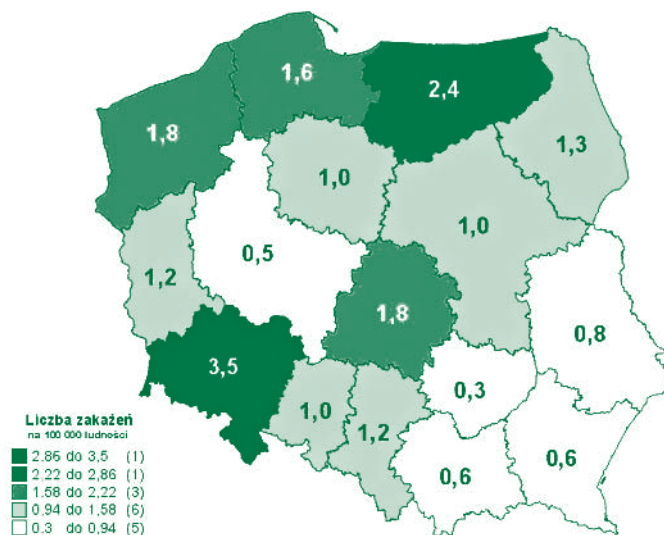 1,6
2,4
1,8
1,3
1,0
1,0
0,5
1,2
1,8
0,8
3,5
0,3
1,0
1,2
0,6
0,6
Liczba zakażeń
na 100 000 ludności
2.86 do 3,5 (1)
2,22 do 2,86 (1)
1.58 do 2,22 (3)
0.94 do 1,58 (6)
0.3 do 0,94 (5)